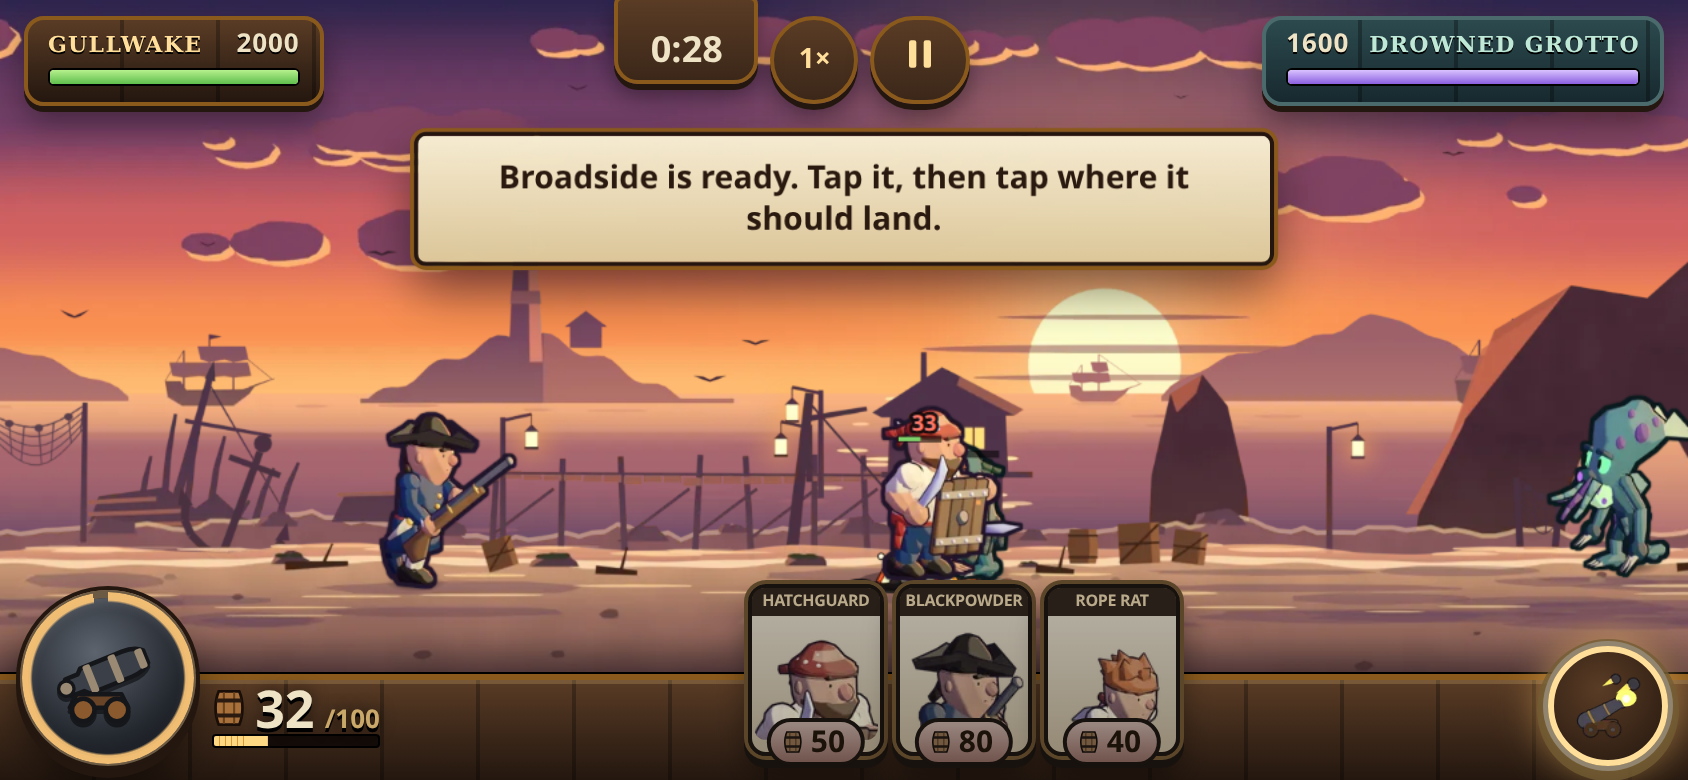 GULLWAKE 2000
0:28
1×
1600 DROWNED GROTTO
Broadside is ready. Tap it, then tap where it
should land.
33
32 /100
HATCHGUARD
50
BLACKPOWDER
80
ROPE RAT
40